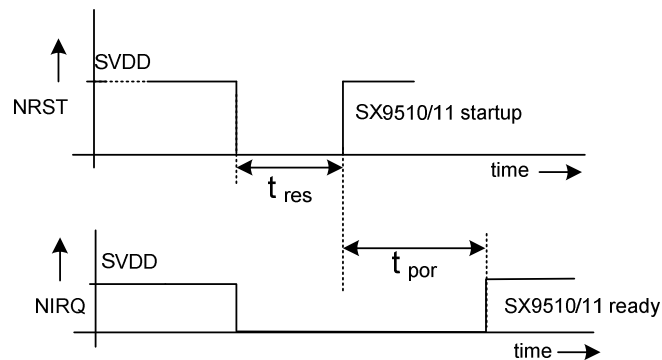 SVDD
NRST
SX9510/11 startup
time
t res
SVDD
t por
NIRQ
SX9510/11 ready
time